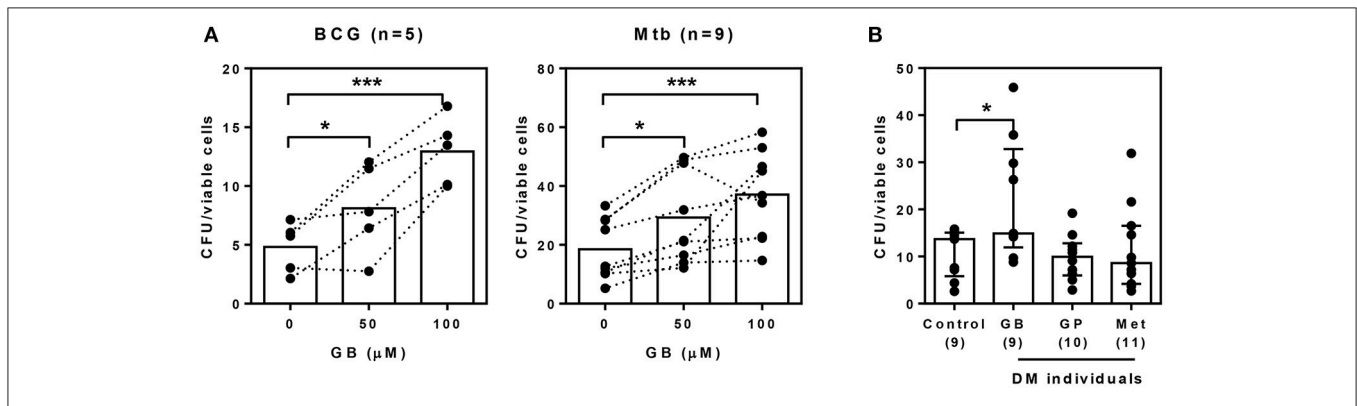 A
BCG (n=5)
CFU/viable cells
20
15
10
5
0
*
***
0 50 100
GB (μM)
Mtb (n=9)
CFU/viable cells
80
60
40
20
0
*
***
0 50 100
GB (μM)
B
CFU/viable cells
50
40
30
20
10
0
*
Control GB GP Met
(9) (9) (10) (11)
DM individuals